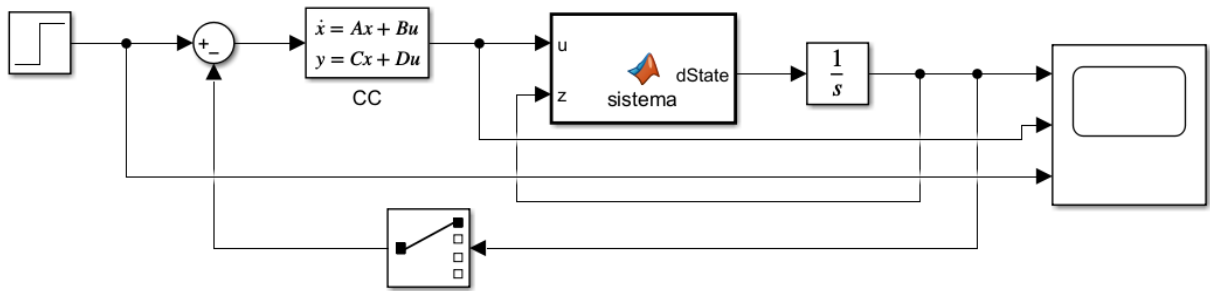 +
−
ẋ = Ax + Bu
y = Cx + Du
CC
u
z
dState
sistema
1
s